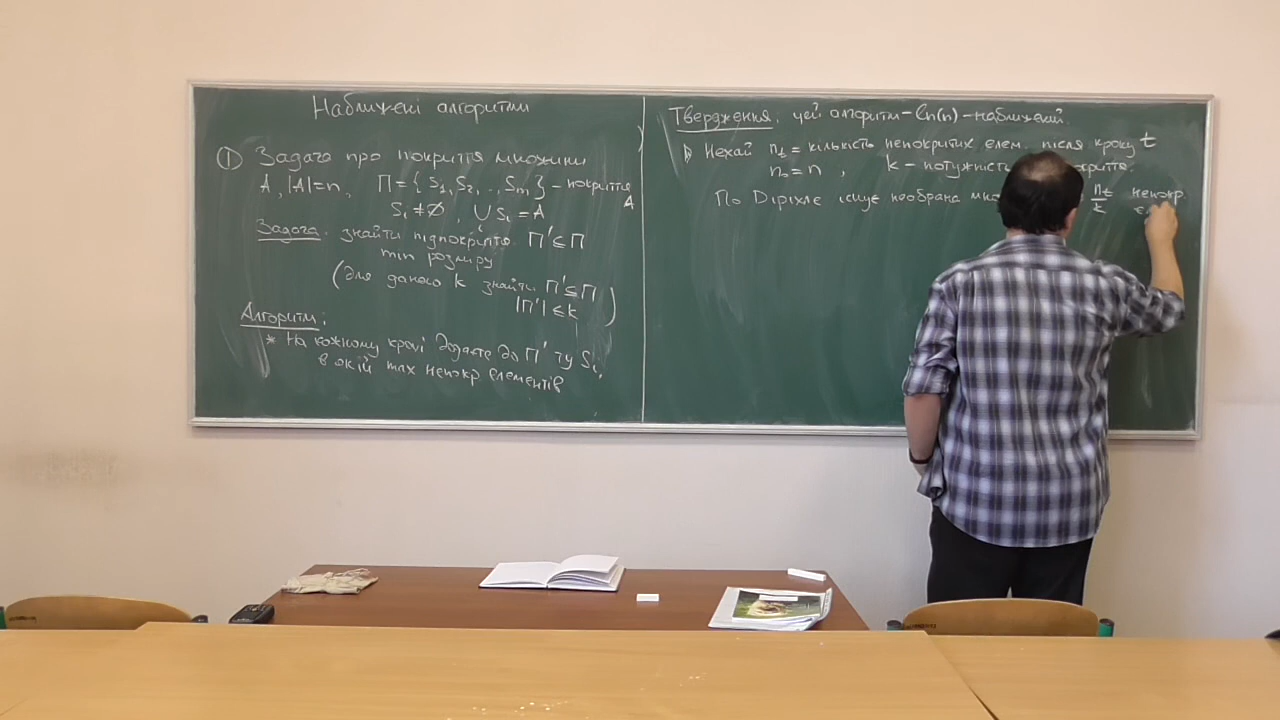 Наближені алгоритми
① Задача про покриття множини
A, |A|=n, П={S₁,S₂,..,Sₘ} – покриття A
Sᵢ≠∅, ∪Sᵢ=A
Задача: знайти підпокриття П'⊆П
min розміру
(для даного k знайти П'⊆П
|П'|≤k)
Алгоритм:
* На кожному кроці додаємо до П' ту Sᵢ,
в якій max непокр елементів
Твердження: цей алгоритм – ln(n) – наближений.
▷ Нехай nₜ = кількість непокритих елем. після кроку t
n₀=n, k – потужність
По Діріхле існує необрана nₜ/k непокр.